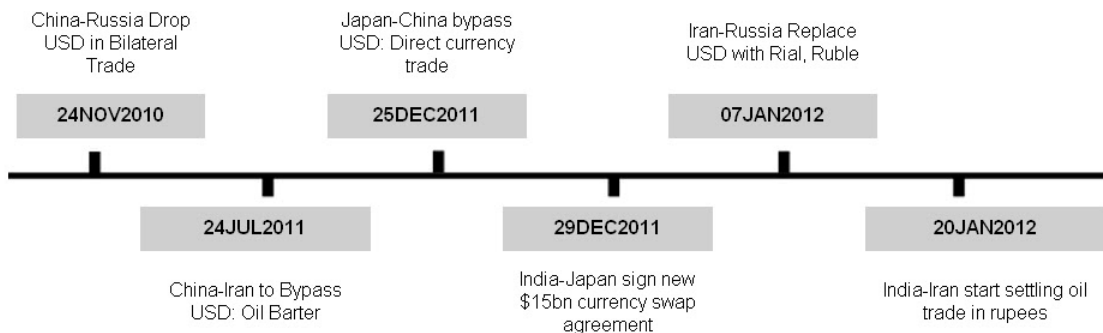 China-Russia Drop
USD in Bilateral
Trade
24NOV2010
24JUL2011
China-Iran to Bypass
USD: Oil Barter
Japan-China bypass
USD: Direct currency
trade
25DEC2011
29DEC2011
India-Japan sign new
$15bn currency swap
agreement
Iran-Russia Replace
USD with Rial, Ruble
07JAN2012
20JAN2012
India-Iran start settling oil
trade in rupees